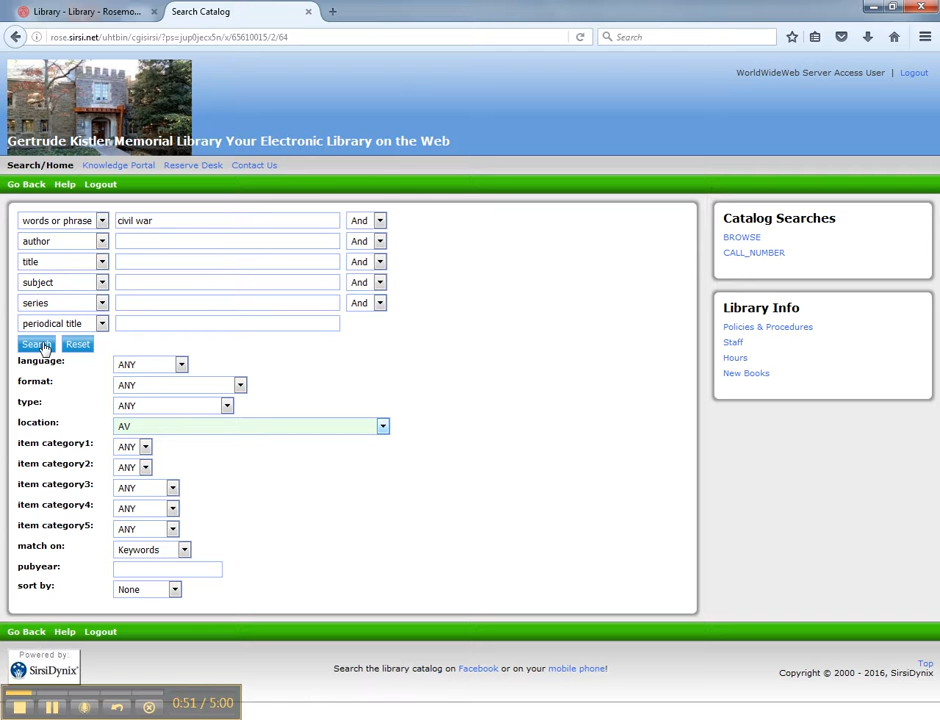 Library - Library - Rosemo...
Search Catalog
rose.sirsi.net/uhtbin/cgisirsi/?ps=jup0jecx5n/x/65610015/2/64
Search
WorldWideWeb Server Access User | Logout
Gertrude Kistler Memorial Library Your Electronic Library on the Web
Search/Home Knowledge Portal Reserve Desk Contact Us
Go Back Help Logout
words or phrase civil war And
author And
title And
subject And
series And
periodical title
Search Reset
language: ANY
format: ANY
type: ANY
location: AV
item category1: ANY
item category2: ANY
item category3: ANY
item category4: ANY
item category5: ANY
match on: Keywords
pubyear:
sort by: None
Catalog Searches
BROWSE
CALL_NUMBER
Library Info
Policies & Procedures
Staff
Hours
New Books
Go Back Help Logout
Powered by:
SirsiDynix
Search the library catalog on Facebook or on your mobile phone!
Top
Copyright © 2000 - 2016, SirsiDynix
0:51 / 5:00